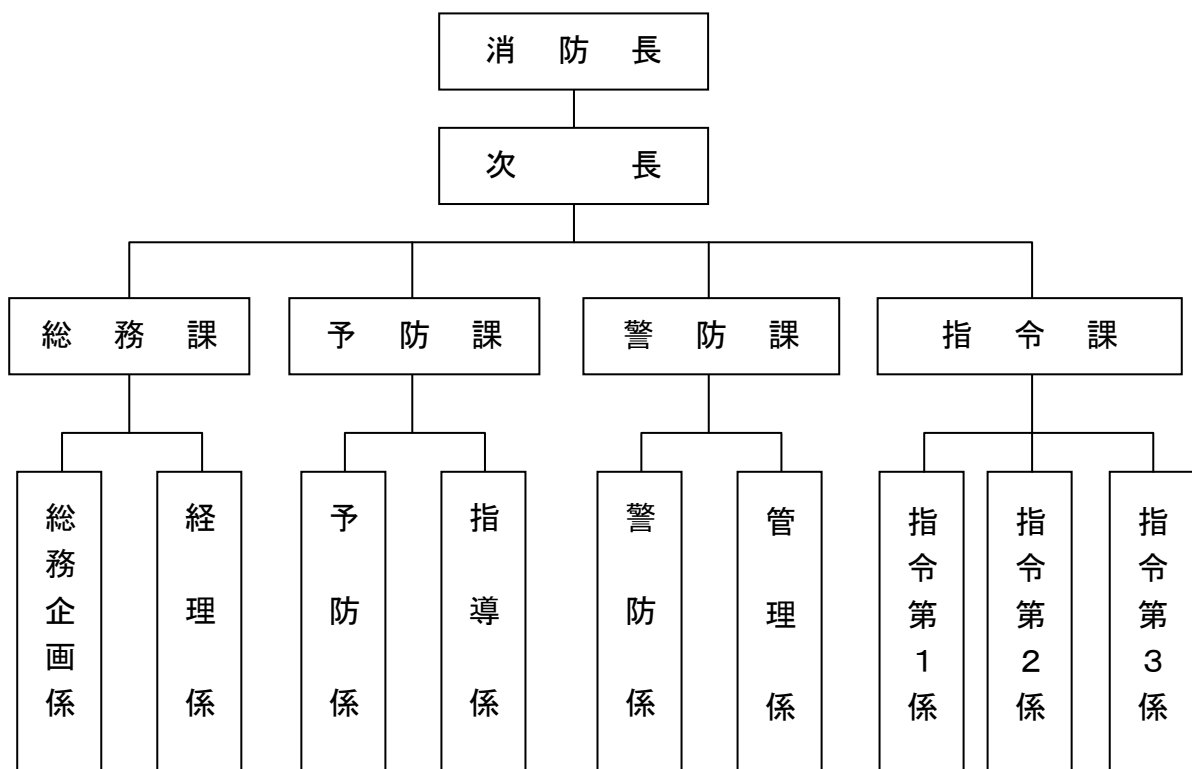 消防長
次長
総務課
予防課
警防課
指令課
総務企画係
経理係
予防係
指導係
警防係
管理係
指令第1係
指令第2係
指令第3係